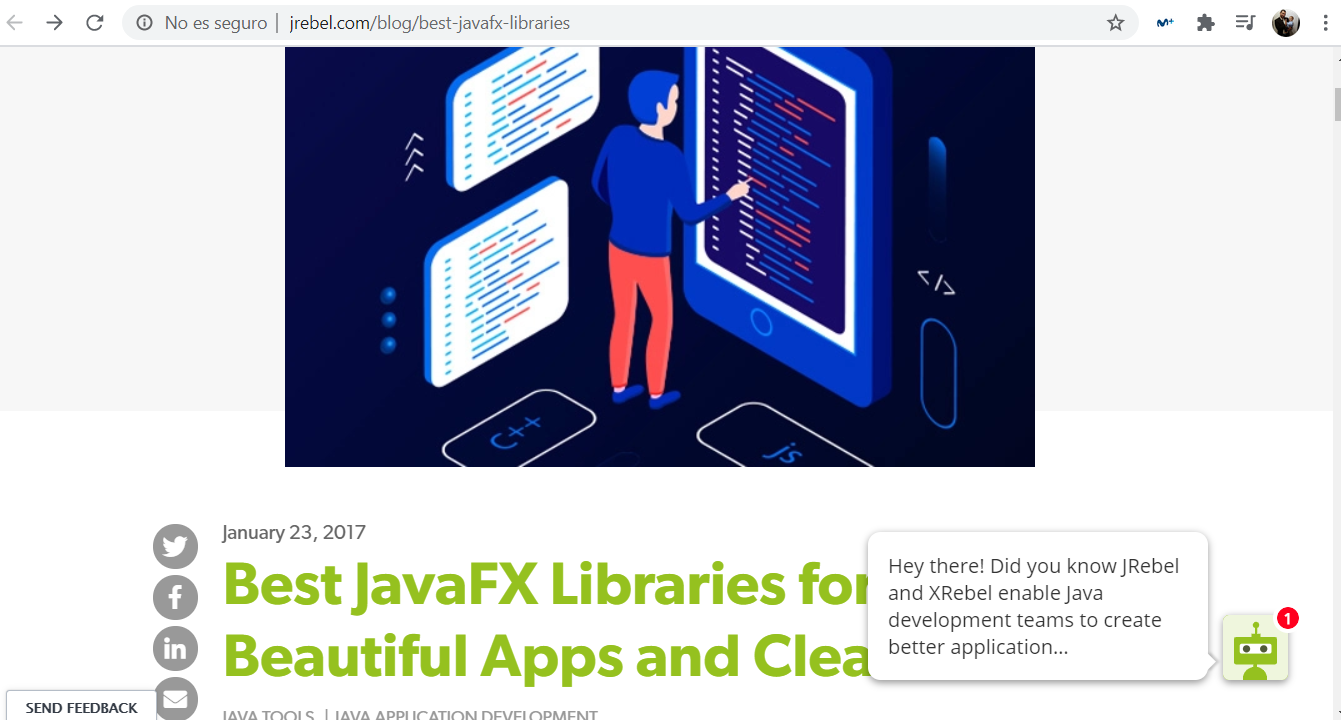 No es seguro | jrebel.com/blog/best-javafx-libraries
</>
C++
js
January 23, 2017
Best JavaFX Libraries for
Beautiful Apps and Clea
JAVA TOOLS | JAVA APPLICATION DEVELOPMENT
Hey there! Did you know JRebel
and XRebel enable Java
development teams to create
better application...
1
SEND FEEDBACK